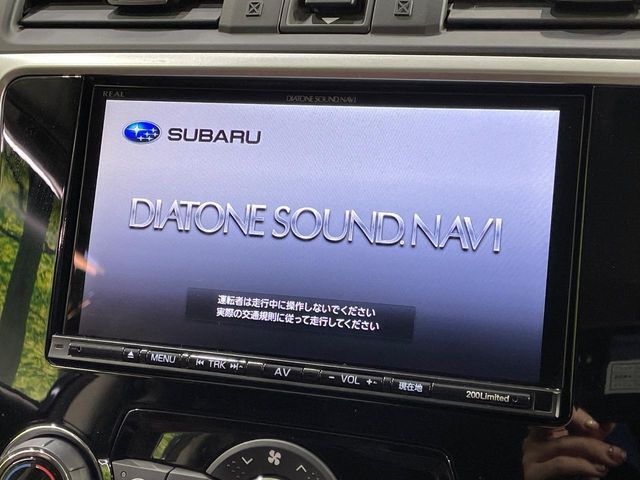 REAL
DIATONE SOUND.NAVI
SUBARU
DIATONE SOUND.NAVI
運転者は走行中に操作しないでください
実際の交通規則に従って走行してください
MENU TRK AV - VOL + 現在地
200Limited